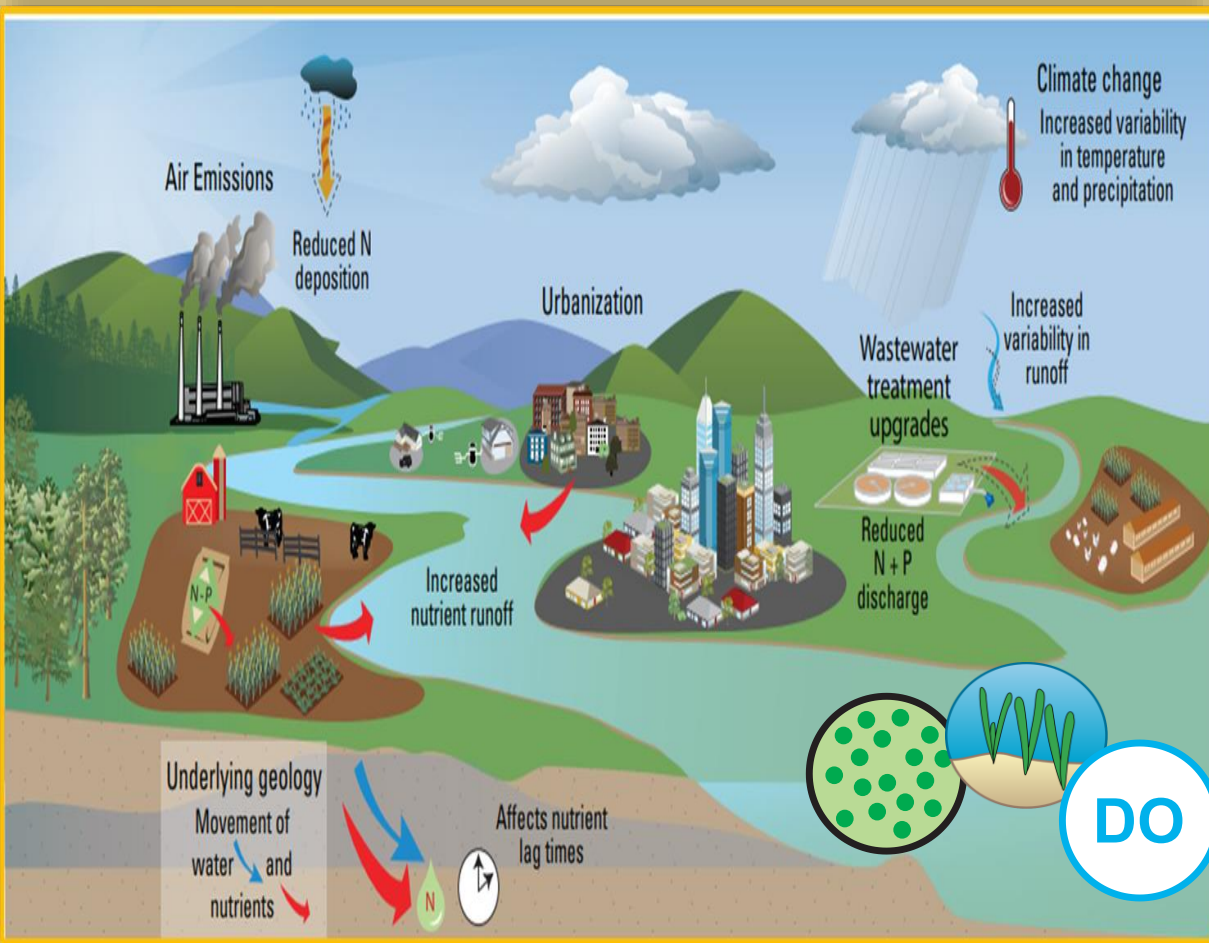 Climate change
Increased variability
in temperature
and precipitation
Air Emissions
Reduced N
deposition
Urbanization
Increased
variability in
runoff
Wastewater
treatment
upgrades
Reduced
N + P
discharge
N-P
Increased
nutrient runoff
Underlying geology
Movement of
water and
nutrients
N
Affects nutrient
lag times
DO